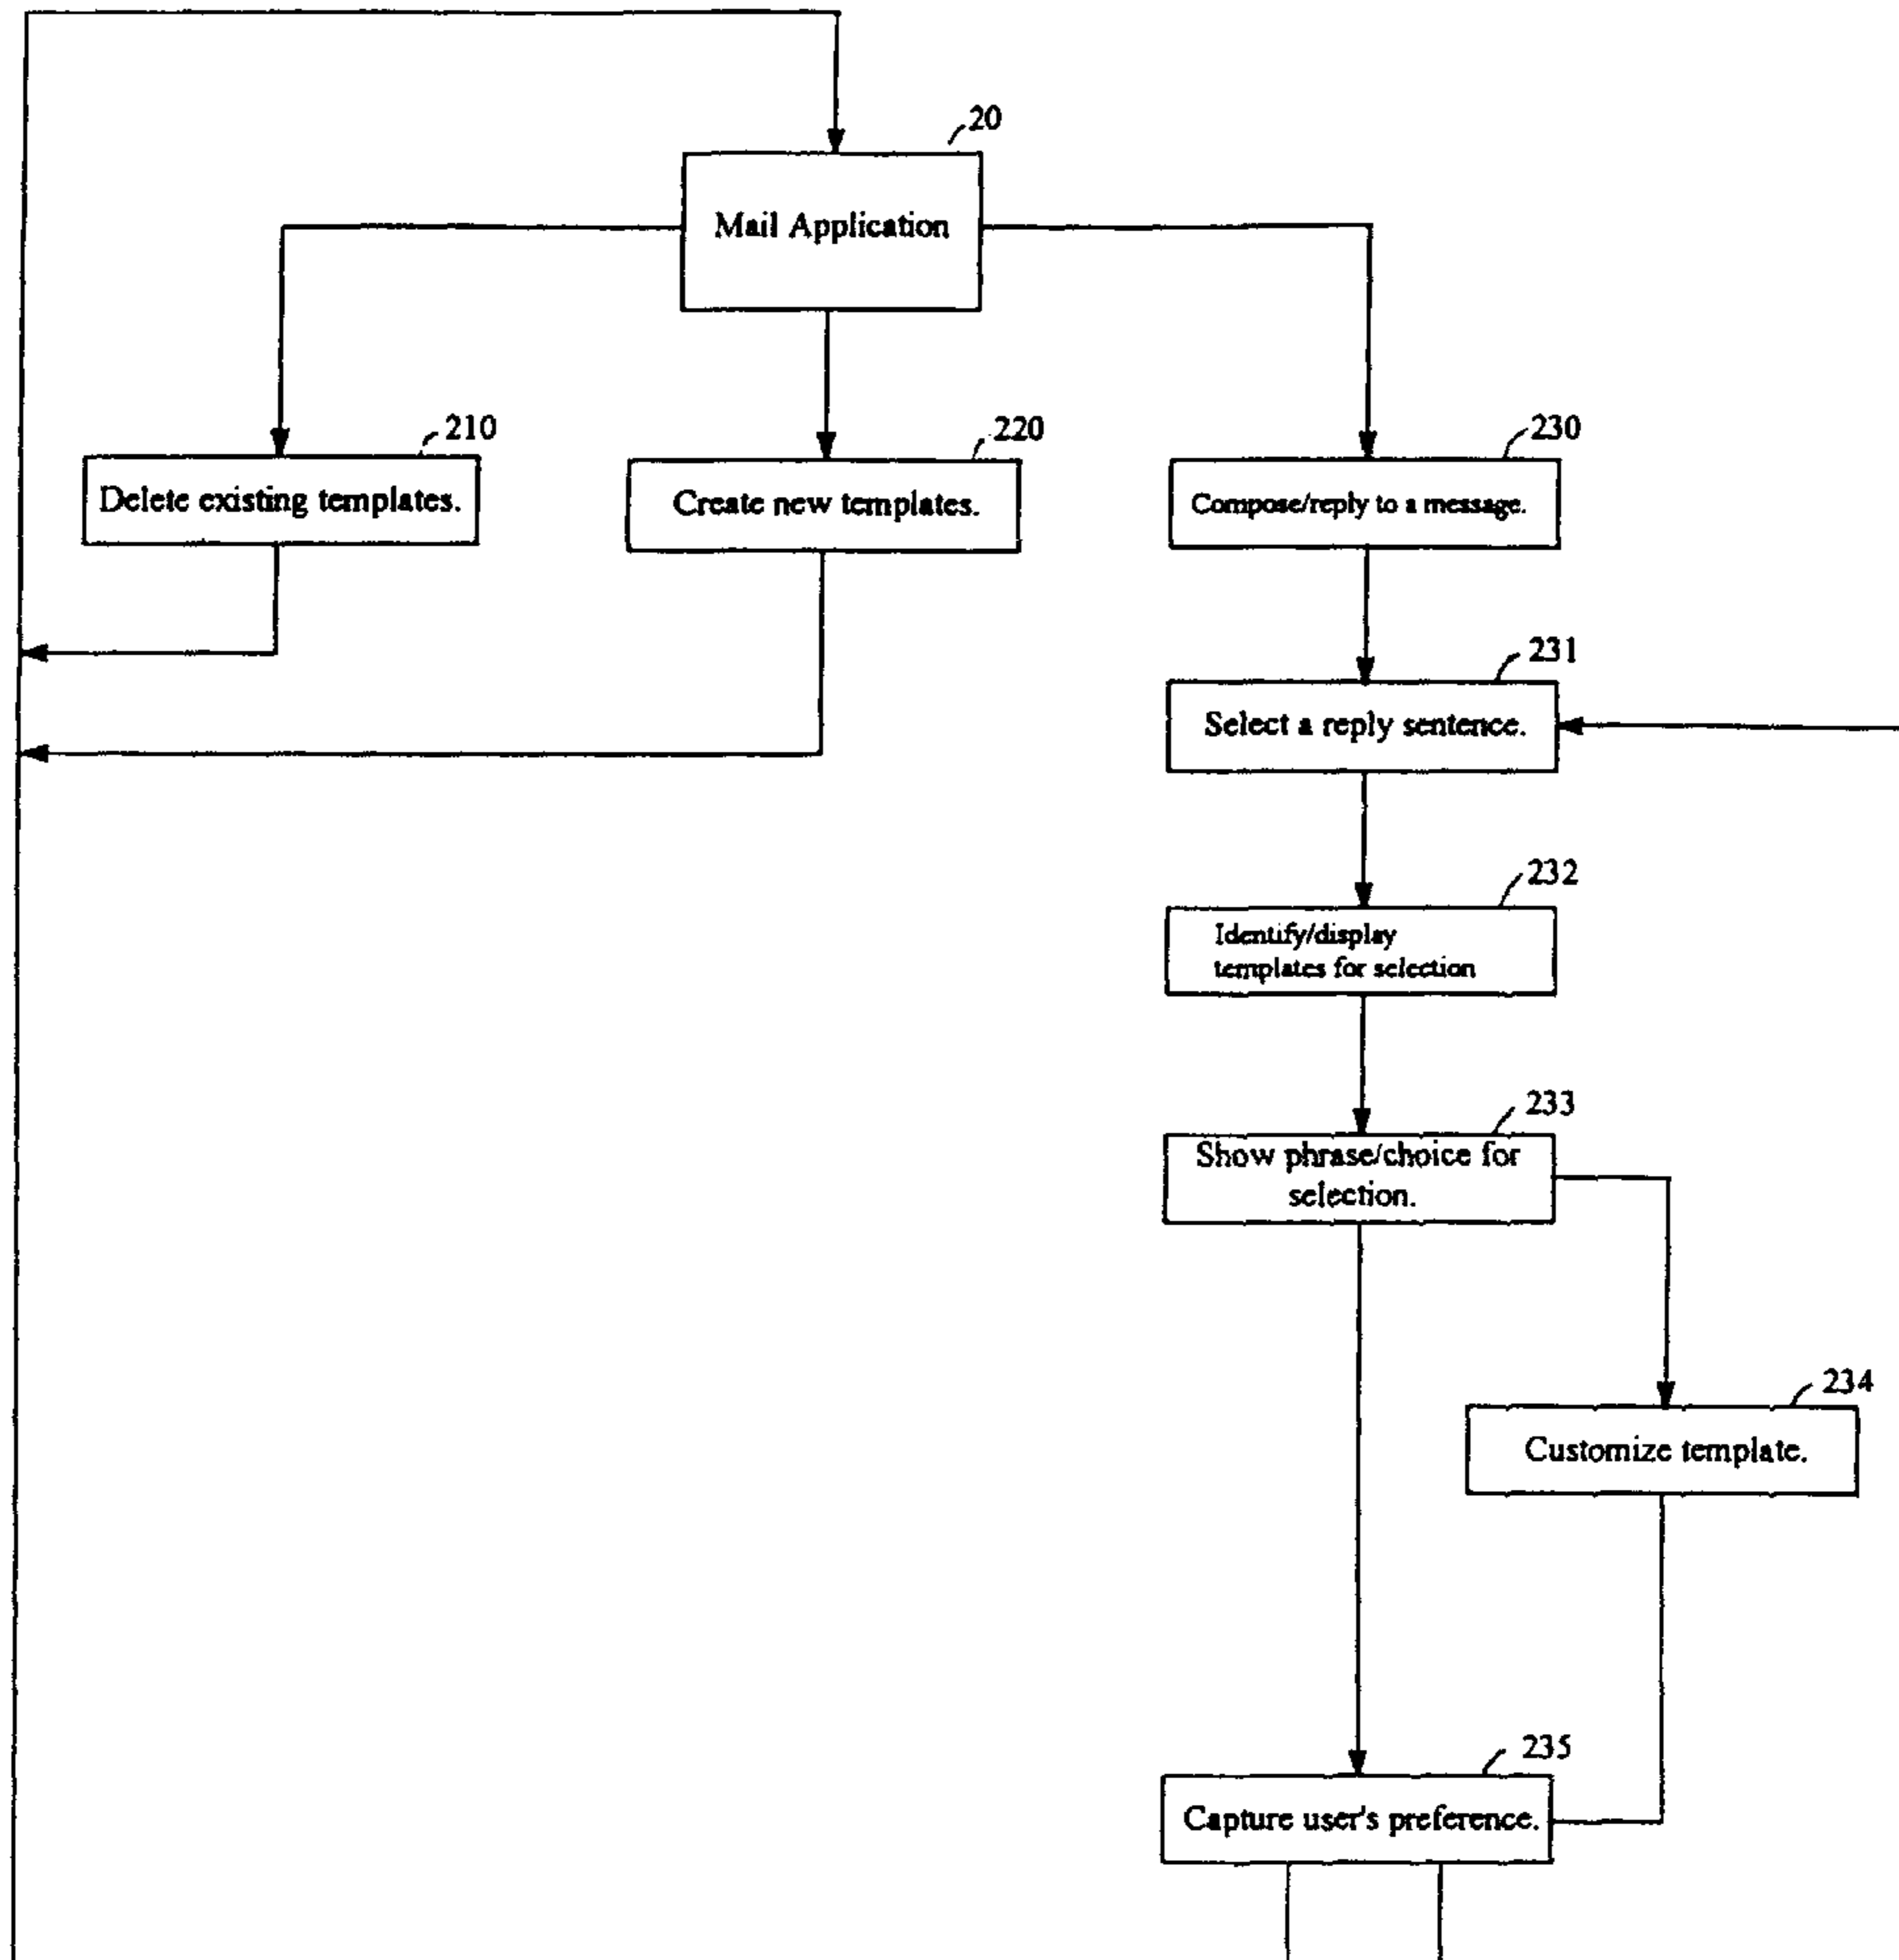 20
Mail Application
210
Delete existing templates.
220
Create new templates.
230
Compose/reply to a message.
231
Select a reply sentence.
232
Identify/display
templates for selection
233
Show phrase/choice for
selection.
234
Customize template.
235
Capture user's preference.